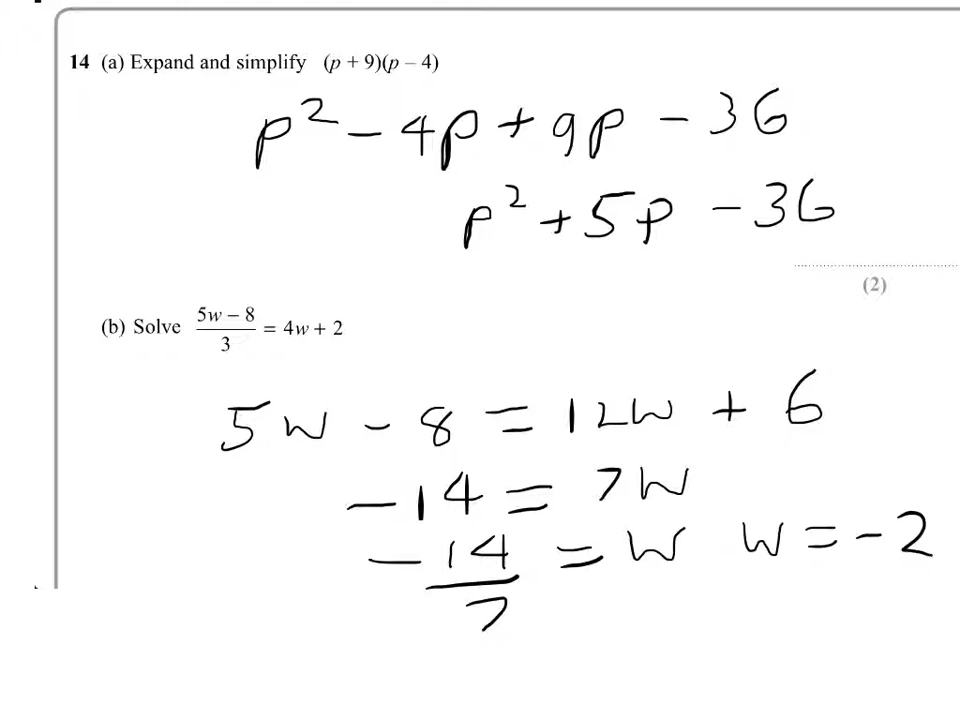 14 (a) Expand and simplify (p + 9)(p – 4)
p² – 4p + 9p – 36
p² + 5p – 36
(2)
(b) Solve (5w – 8)/3 = 4w + 2
5w – 8 = 12w + 6
–14 = 7w
–14/7 = w w = –2